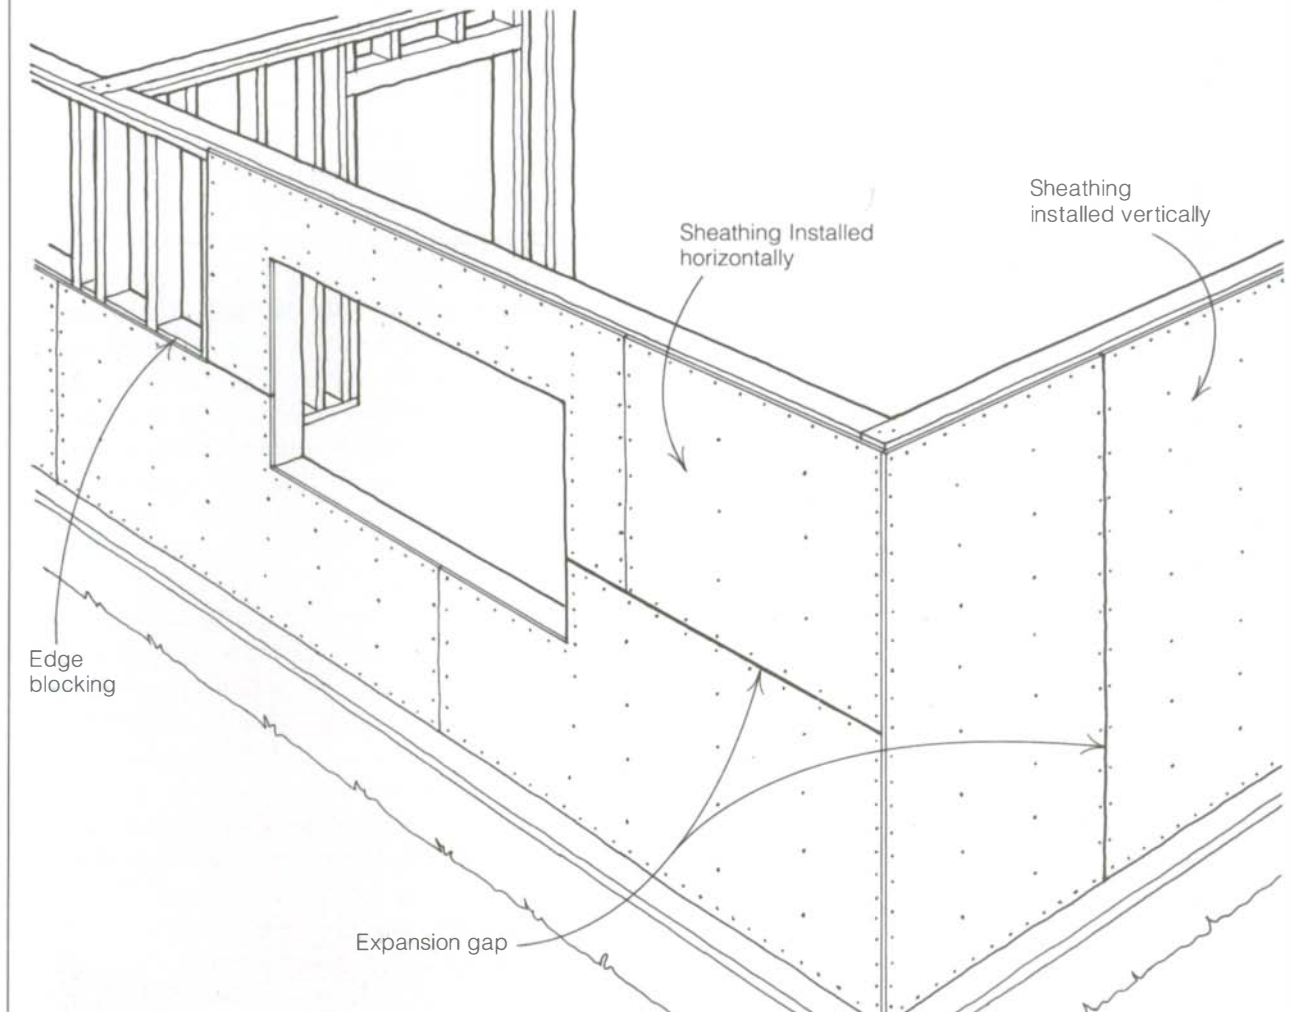 Sheathing
installed vertically
Sheathing Installed
horizontally
Edge
blocking
Expansion gap